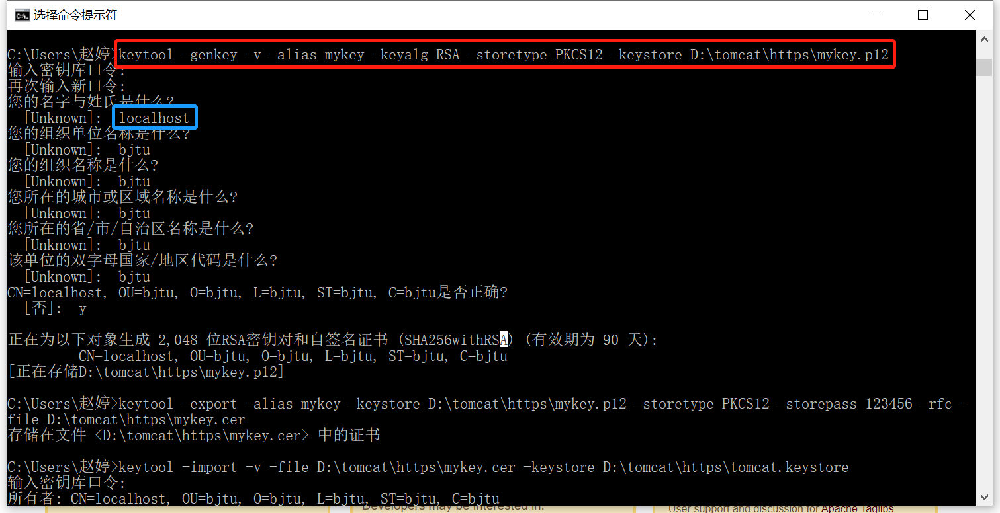 选择命令提示符
C:\Users\赵婷>keytool -genkey -v -alias mykey -keyalg RSA -storetype PKCS12 -keystore D:\tomcat\https\mykey.p12
输入密钥库口令:
再次输入新口令:
您的名字与姓氏是什么?
[Unknown]: localhost
您的组织单位名称是什么?
[Unknown]: bjtu
您的组织名称是什么?
[Unknown]: bjtu
您所在的城市或区域名称是什么?
[Unknown]: bjtu
您所在的省/市/自治区名称是什么?
[Unknown]: bjtu
该单位的双字母国家/地区代码是什么?
[Unknown]: bjtu
CN=localhost, OU=bjtu, O=bjtu, L=bjtu, ST=bjtu, C=bjtu是否正确?
[否]: y
正在为以下对象生成 2,048 位RSA密钥对和自签名证书 (SHA256withRSA) (有效期为 90 天):
CN=localhost, OU=bjtu, O=bjtu, L=bjtu, ST=bjtu, C=bjtu
[正在存储D:\tomcat\https\mykey.p12]
C:\Users\赵婷>keytool -export -alias mykey -keystore D:\tomcat\https\mykey.p12 -storetype PKCS12 -storepass 123456 -rfc -
file D:\tomcat\https\mykey.cer
存储在文件 <D:\tomcat\https\mykey.cer> 中的证书
C:\Users\赵婷>keytool -import -v -file D:\tomcat\https\mykey.cer -keystore D:\tomcat\https\tomcat.keystore
输入密钥库口令:
所有者: CN=localhost, OU=bjtu, O=bjtu, L=bjtu, ST=bjtu, C=bjtu
Developers may be interested in:
User support and discussion for Apache Taglibs